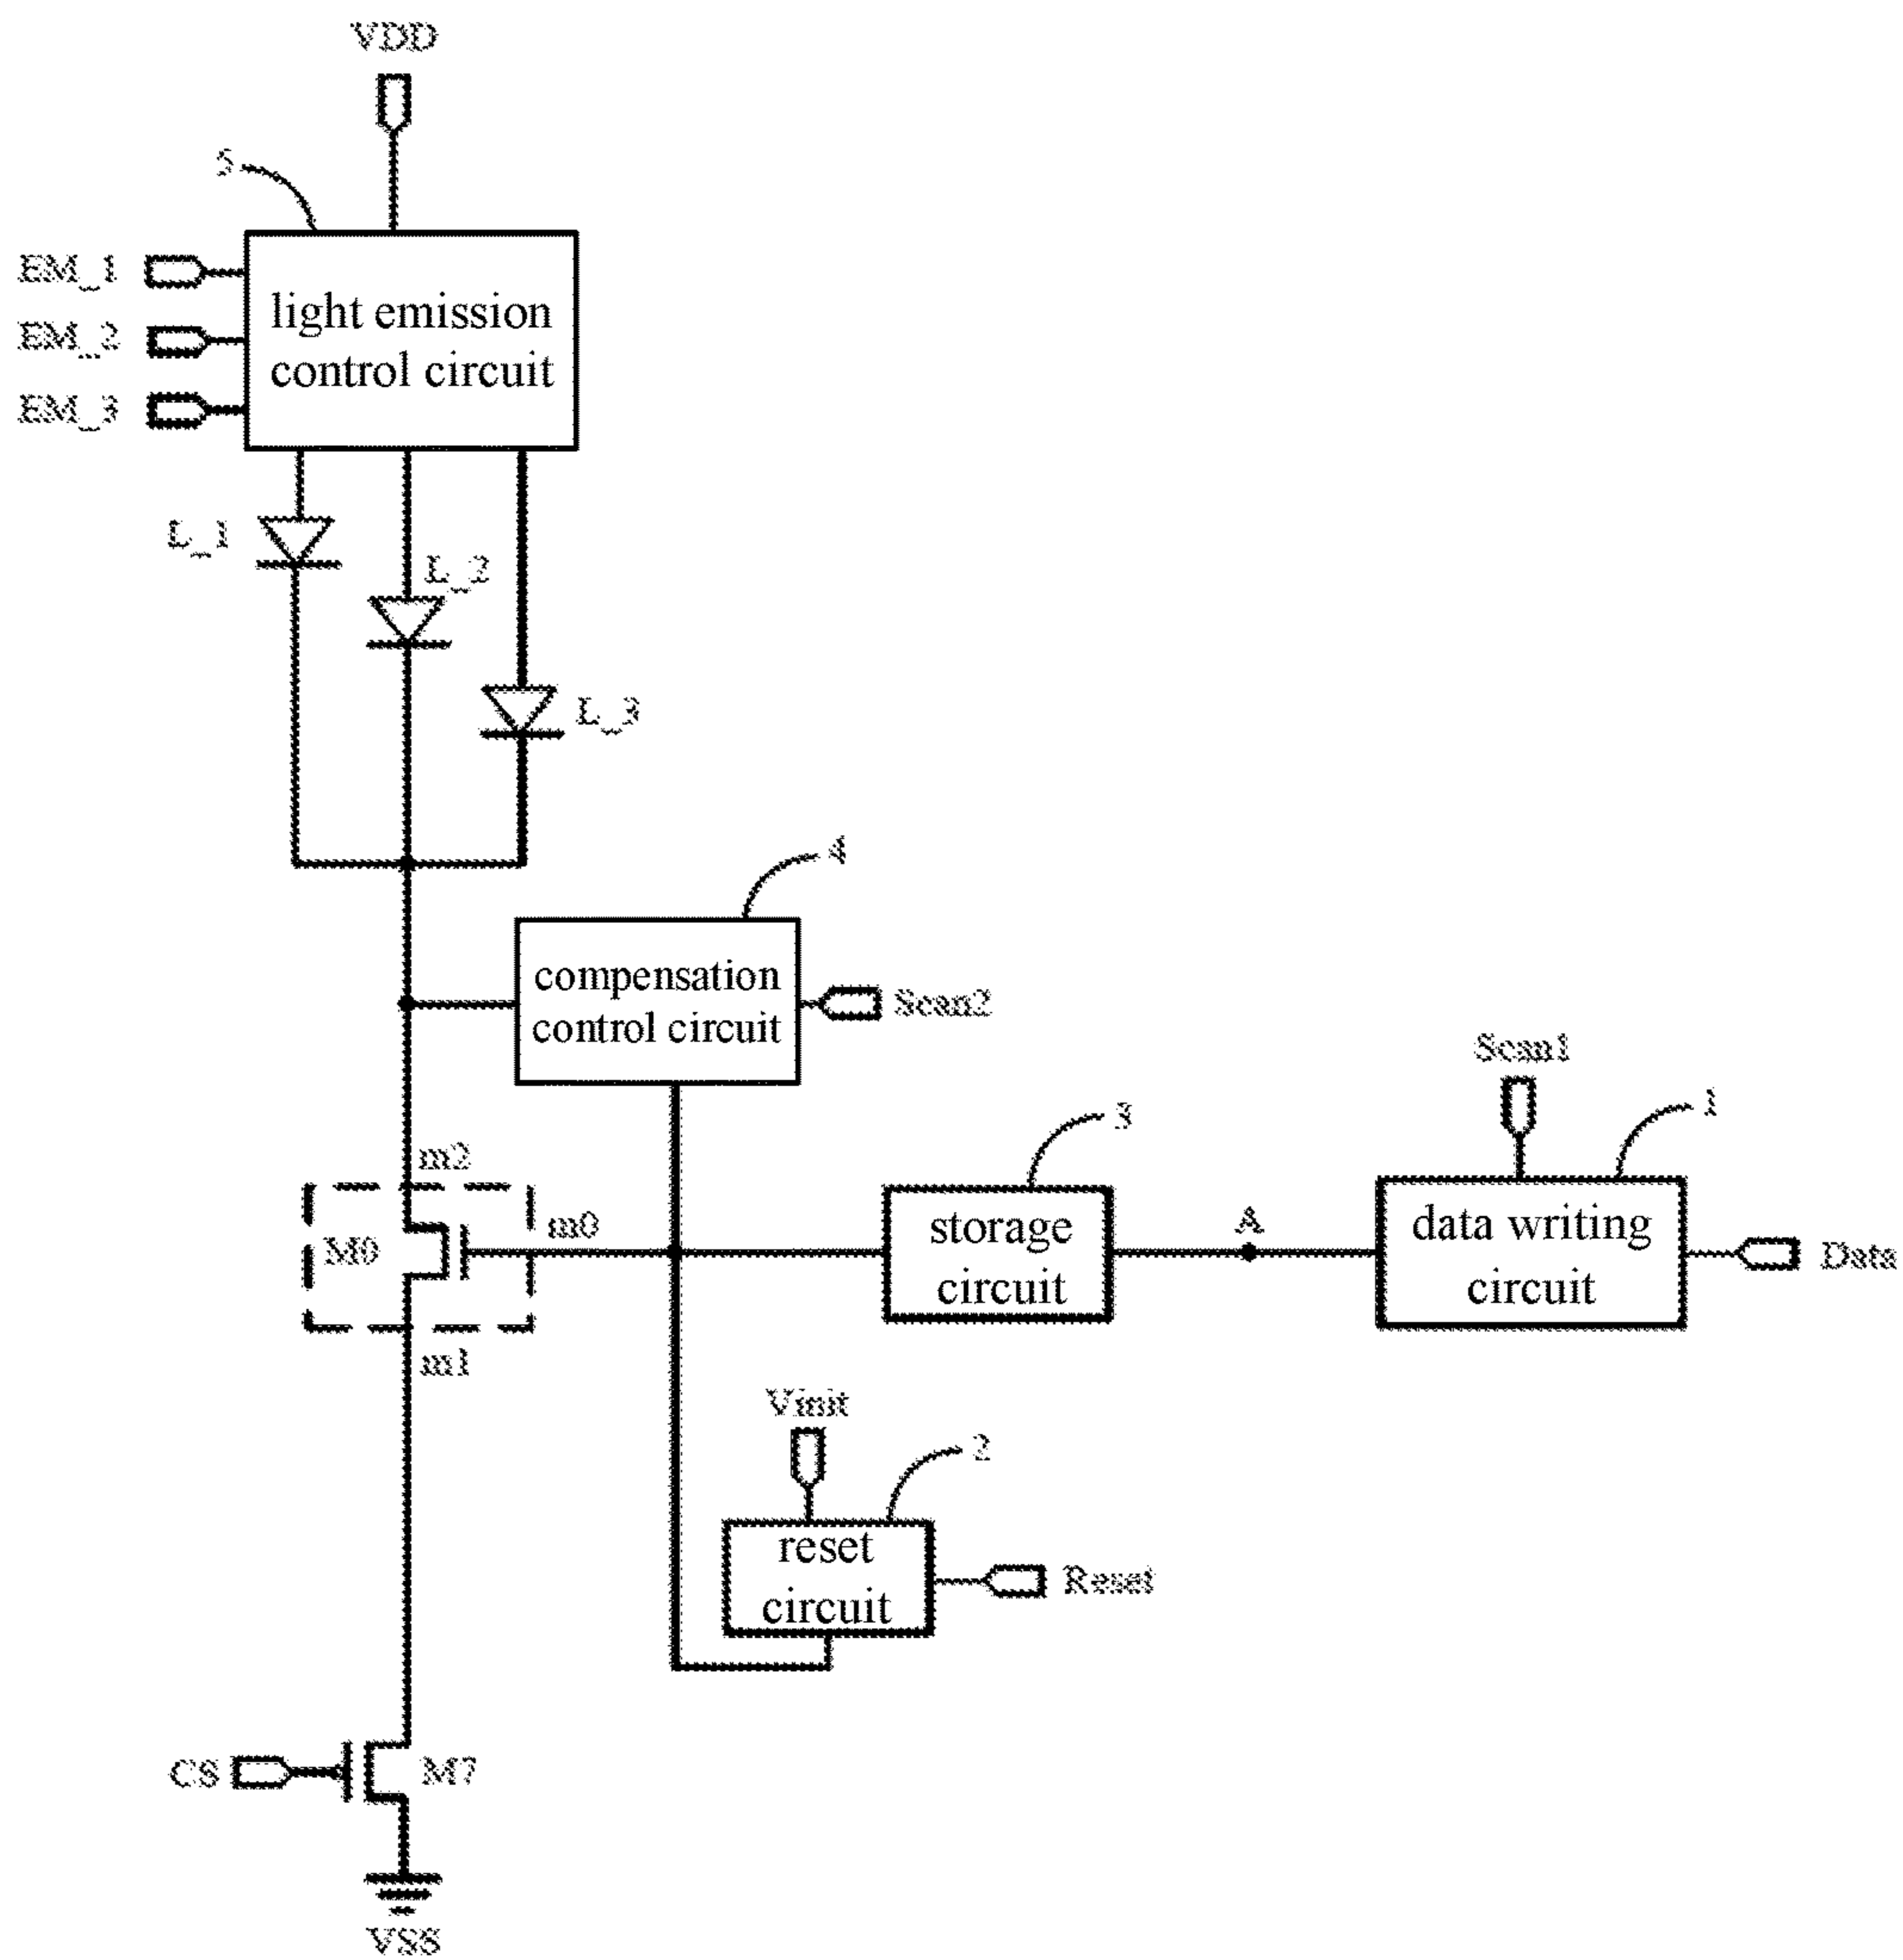 VDD
5
EM_1
light emission
EM_2
control circuit
EM_3
L_1
L_2
L_3
4
compensation
control circuit
Scan2
Scan1
3
1
m2
m0
M0
storage
circuit
A
data writing
circuit
Data
m1
Vinit
2
reset
circuit
Reset
CS
M7
VSS